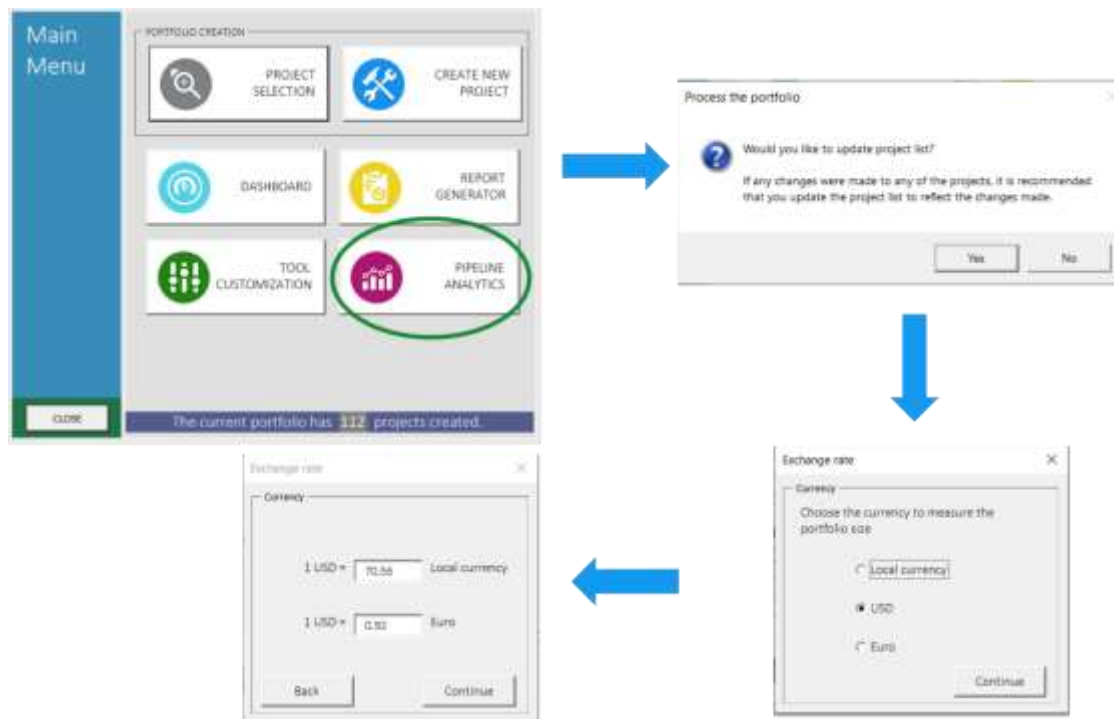 Main
Menu
PORTFOLIO CREATION
PROJECT
SELECTION
CREATE NEW
PROJECT
DASHBOARD
REPORT
GENERATOR
TOOL
CUSTOMIZATION
PIPELINE
ANALYTICS
CLOSE
The current portfolio has 112 projects created.
Process the portfolio
Would you like to update project list?
If any changes were made to any of the projects, it is recommended
that you update the project list to reflect the changes made.
Yes
No
Exchange rate
Currency
Choose the currency to measure the
portfolio size
Local currency
USD
Euro
Continue
Exchange rate
Currency
1 USD = 70.56 Local currency
1 USD = 0.92 Euro
Back
Continue